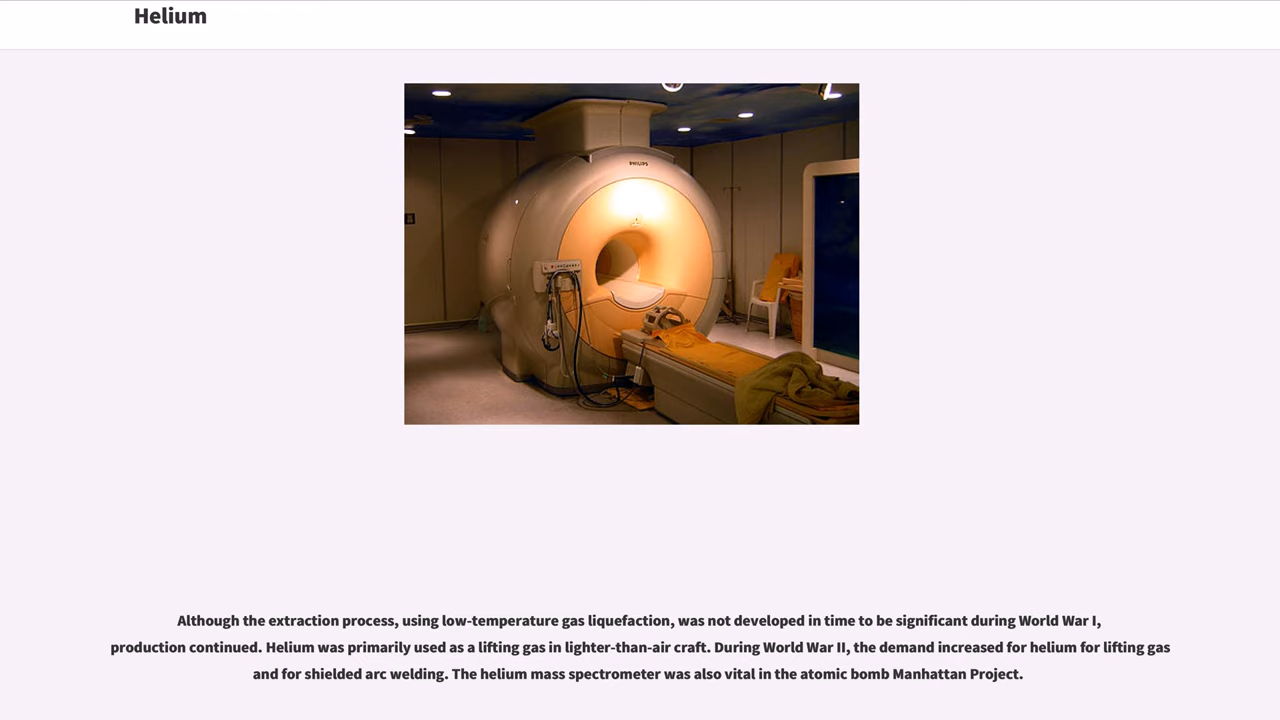 Helium
PHILIPS
Although the extraction process, using low-temperature gas liquefaction, was not developed in time to be significant during World War I,
production continued. Helium was primarily used as a lifting gas in lighter-than-air craft. During World War II, the demand increased for helium for lifting gas
and for shielded arc welding. The helium mass spectrometer was also vital in the atomic bomb Manhattan Project.